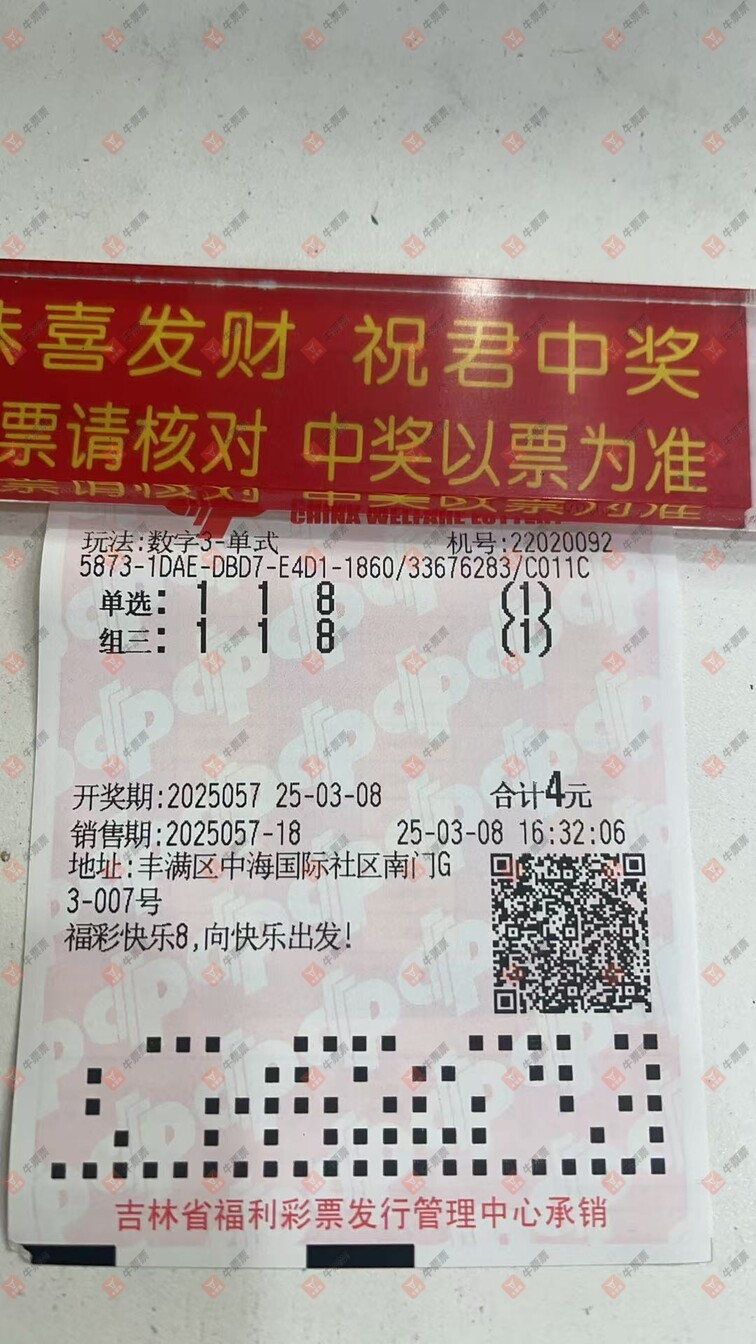 恭喜发财 祝君中奖
票请核对 中奖以票为准
CHINA WELFARE LOTTERY
玩法:数字3-单式 机号:22020092
5873-1DAE-DBD7-E4D1-1860/33676283/C011C
单选: 1 1 8 (1)
组三: 1 1 8 (1)
开奖期:2025057 25-03-08 合计4元
销售期:2025057-18 25-03-08 16:32:06
地址:丰满区中海国际社区南门G
3-007号
福彩快乐8,向快乐出发!
吉林省福利彩票发行管理中心承销
牛票票